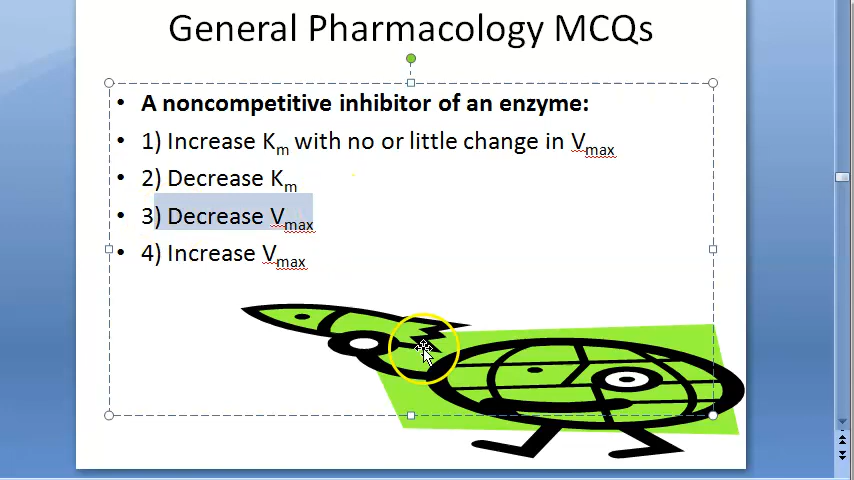 General Pharmacology MCQs
• A noncompetitive inhibitor of an enzyme:
• 1) Increase Km with no or little change in Vmax
• 2) Decrease Km
• 3) Decrease Vmax
• 4) Increase Vmax